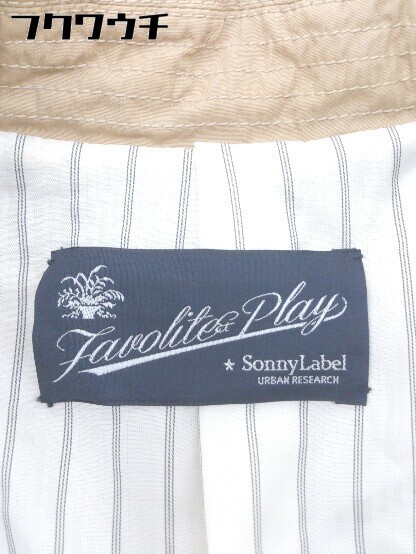 フクワウチ
Favolite& Play
★ SonnyLabel
URBAN RESEARCH